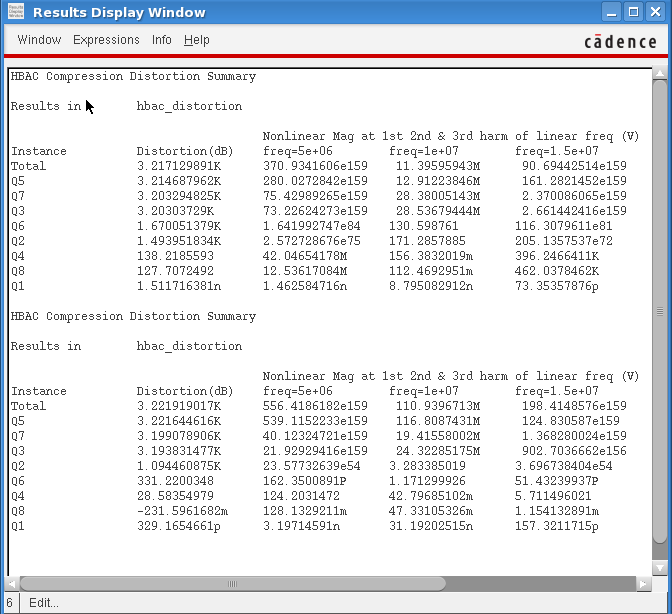 Results Display Window
Window Expressions Info Help
cādence
HBAC Compression Distortion Summary
Results in hbac_distortion
Nonlinear Mag at 1st 2nd & 3rd harm of linear freq (V)
Instance Distortion(dB) freq=5e+06 freq=1e+07 freq=1.5e+07
Total 3.217129891K 370.9341606e159 11.39595943M 90.69442514e159
Q5 3.214687962K 280.0272842e159 12.91223846M 161.2821452e159
Q7 3.203294825K 75.42989265e159 28.38005143M 2.370086065e159
Q3 3.20303729K 73.22624273e159 28.53679444M 2.661442416e159
Q6 1.670051379K 1.641992747e84 130.598761 116.3079611e81
Q2 1.493951834K 2.572728676e75 171.2857885 205.1357537e72
Q4 138.2185593 42.04654178M 156.3832019m 396.2466411K
Q8 127.7072492 12.53617084M 112.4692951m 462.0378462K
Q1 1.511716381n 1.462584716n 8.795082912n 73.35357876p
HBAC Compression Distortion Summary
Results in hbac_distortion
Nonlinear Mag at 1st 2nd & 3rd harm of linear freq (V)
Instance Distortion(dB) freq=5e+06 freq=1e+07 freq=1.5e+07
Total 3.221919017K 556.4186182e159 110.9396713M 198.4148576e159
Q5 3.221644616K 539.1152233e159 116.8087431M 124.830587e159
Q7 3.199078906K 40.12324721e159 19.41558002M 1.368280024e159
Q3 3.193831477K 21.92929416e159 24.32285175M 902.7036662e156
Q2 1.094460875K 23.57732639e54 3.283385019 3.696738404e54
Q6 331.2200348 162.3500891P 1.171299926 51.43239937P
Q4 28.58354979 124.2031472 42.79685102m 5.711496021
Q8 -231.5961682m 128.1329211m 47.33105326m 1.154132891m
Q1 329.1654661p 3.19714591n 31.19202515n 157.3211715p
6 Edit...